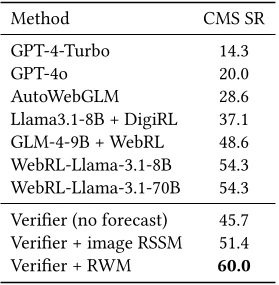 Method CMS SR
GPT-4-Turbo 14.3
GPT-4o 20.0
AutoWebGLM 28.6
Llama3.1-8B + DigiRL 37.1
GLM-4-9B + WebRL 48.6
WebRL-Llama-3.1-8B 54.3
WebRL-Llama-3.1-70B 54.3
Verifier (no forecast) 45.7
Verifier + image RSSM 51.4
Verifier + RWM 60.0